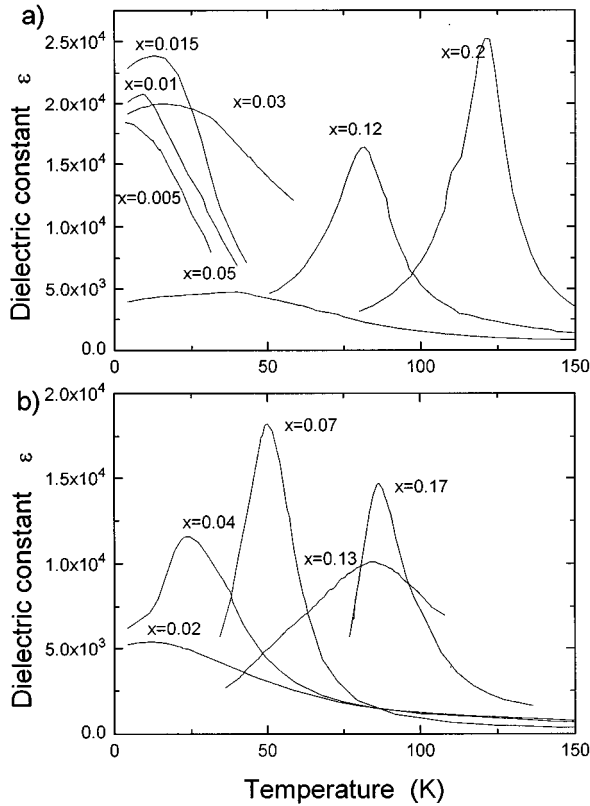 a)
Dielectric constant ε
2.5x10⁴
2.0x10⁴
1.5x10⁴
1.0x10⁴
5.0x10³
0.0
x=0.015
x=0.01
x=0.03
x=0.005
x=0.05
x=0.12
x=0.2
0
50
100
150
b)
Dielectric constant ε
2.0x10⁴
1.5x10⁴
1.0x10⁴
5.0x10³
0.0
x=0.07
x=0.04
x=0.02
x=0.13
x=0.17
0
50
100
150
Temperature (K)